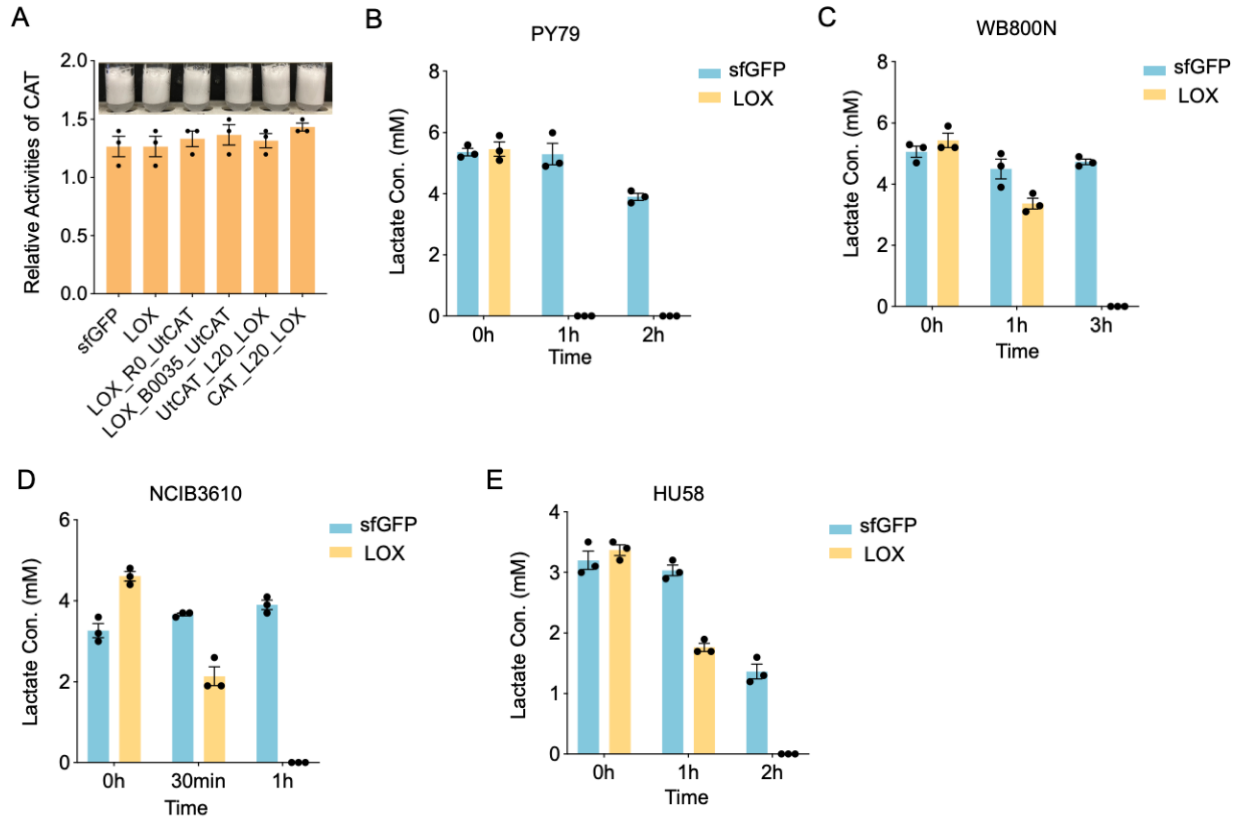 A
Relative Activities of CAT
2.0
1.5
1.0
0.5
0.0
sfGFP
LOX
LOX_R0_UtCAT
LOX_B0035_UtCAT
UtCAT_L20_LOX
CAT_L20_LOX
B
PY79
sfGFP
LOX
Lactate Con. (mM)
8
6
4
2
0
0h 1h 2h
Time
C
WB800N
sfGFP
LOX
Lactate Con. (mM)
8
6
4
2
0
0h 1h 3h
Time
D
NCIB3610
sfGFP
LOX
Lactate Con. (mM)
6
4
2
0
0h 30min 1h
Time
E
HU58
sfGFP
LOX
Lactate Con. (mM)
4
3
2
1
0
0h 1h 2h
Time